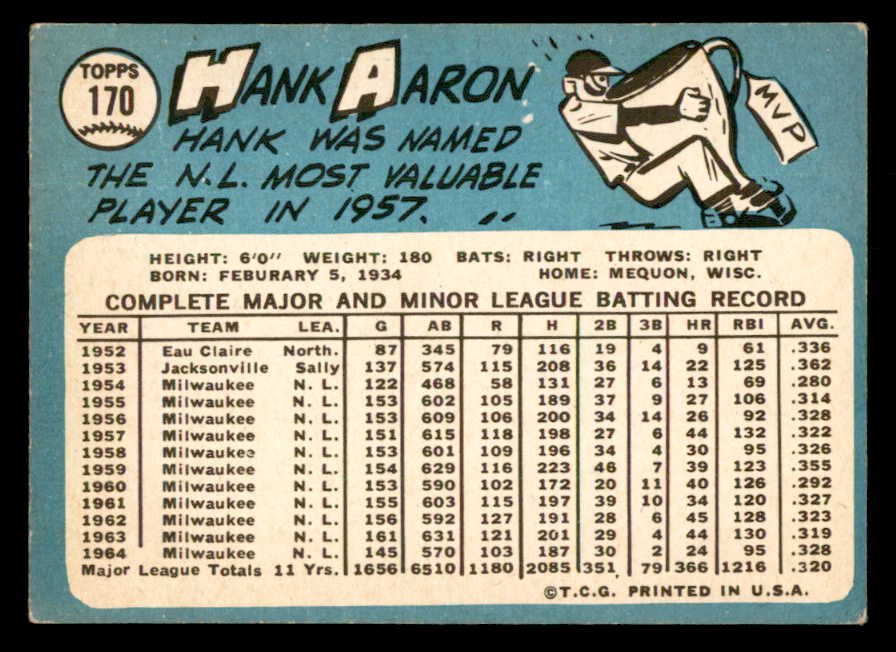 TOPPS
170
HANK AARON
HANK WAS NAMED
THE N.L. MOST VALUABLE
PLAYER IN 1957.
MVP
HEIGHT: 6'0" WEIGHT: 180 BATS: RIGHT THROWS: RIGHT
BORN: FEBURARY 5, 1934 HOME: MEQUON, WISC.
COMPLETE MAJOR AND MINOR LEAGUE BATTING RECORD
YEAR TEAM LEA. G AB R H 2B 3B HR RBI AVG.
1952 Eau Claire North. 87 345 79 116 19 4 9 61 .336
1953 Jacksonville Sally 137 574 115 208 36 14 22 125 .362
1954 Milwaukee N. L. 122 468 58 131 27 6 13 69 .280
1955 Milwaukee N. L. 153 602 105 189 37 9 27 106 .314
1956 Milwaukee N. L. 153 609 106 200 34 14 26 92 .328
1957 Milwaukee N. L. 151 615 118 198 27 6 44 132 .322
1958 Milwaukee N. L. 153 601 109 196 34 4 30 95 .326
1959 Milwaukee N. L. 154 629 116 223 46 7 39 123 .355
1960 Milwaukee N. L. 153 590 102 172 20 11 40 126 .292
1961 Milwaukee N. L. 155 603 115 197 39 10 34 120 .327
1962 Milwaukee N. L. 156 592 127 191 28 6 45 128 .323
1963 Milwaukee N. L. 161 631 121 201 29 4 44 130 .319
1964 Milwaukee N. L. 145 570 103 187 30 2 24 95 .328
Major League Totals 11 Yrs. 1656 6510 1180 2085 351 79 366 1216 .320
©T.C.G. PRINTED IN U.S.A.